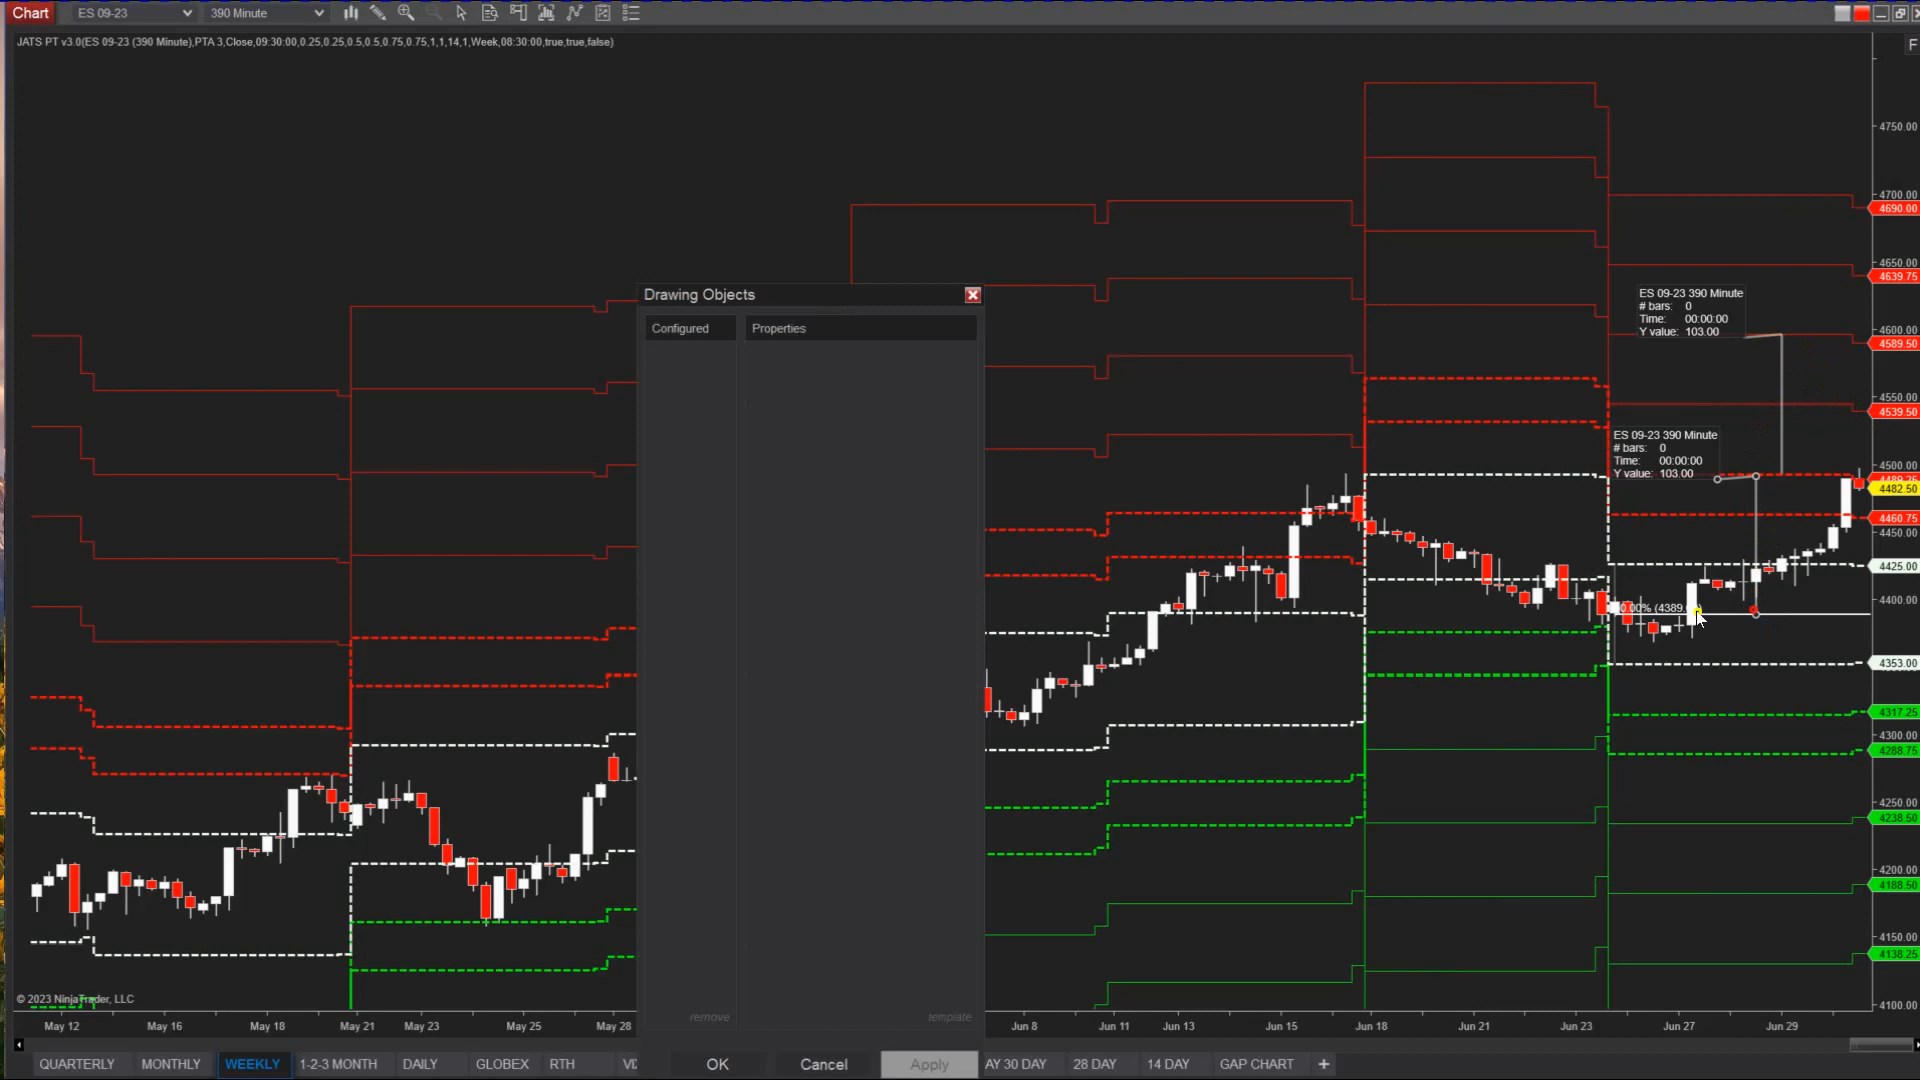 Chart
ES 09-23
390 Minute
JATS PT v3.0(ES 09-23 (390 Minute),PTA 3,Close,09:30:00,0.25,0.25,0.5,0.5,0.75,0.75,1,1,14,1,Week,08:30:00,true,true,false)
F
4750.00
4700.00
4690.00
4650.00
4639.75
4600.00
4589.50
4550.00
4539.50
4500.00
4482.50
4460.75
4450.00
4425.00
4400.00
4353.00
4317.25
4300.00
4288.75
4250.00
4238.50
4200.00
4188.50
4150.00
4138.25
4100.00
Drawing Objects
Configured
Properties
remove
template
OK
Cancel
Apply
ES 09-23 390 Minute
# bars: 0
Time: 00:00:00
Y value: 103.00
ES 09-23 390 Minute
# bars: 0
Time: 00:00:00
Y value: 103.00
© 2023 NinjaTrader, LLC
May 12
May 16
May 18
May 21
May 23
May 25
May 28
Jun 8
Jun 11
Jun 13
Jun 15
Jun 18
Jun 21
Jun 23
Jun 27
Jun 29
QUARTERLY
MONTHLY
WEEKLY
1-2-3 MONTH
DAILY
GLOBEX
RTH
AY 30 DAY
28 DAY
14 DAY
GAP CHART
+